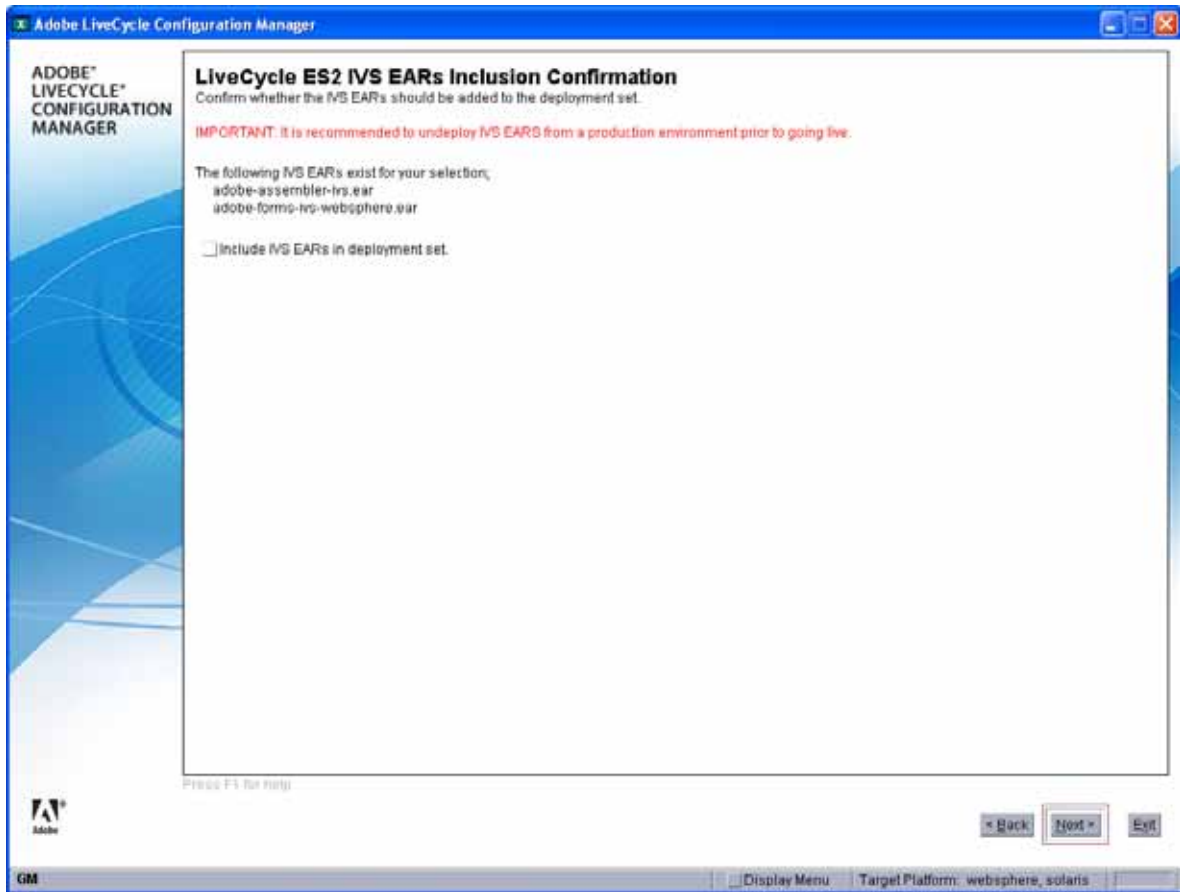 Adobe LiveCycle Configuration Manager
ADOBE®
LIVECYCLE®
CONFIGURATION
MANAGER
LiveCycle ES2 IVS EARs Inclusion Confirmation
Confirm whether the IVS EARs should be added to the deployment set.
IMPORTANT: It is recommended to undeploy IVS EARS from a production environment prior to going live.
The following IVS EARs exist for your selection;
adobe-assembler-ivs.ear
adobe-forms-ivs-websphere.ear
Include IVS EARs in deployment set.
Press F1 for help
Adobe
< Back
Next >
Exit
GM
Display Menu
Target Platform: websphere, solaris